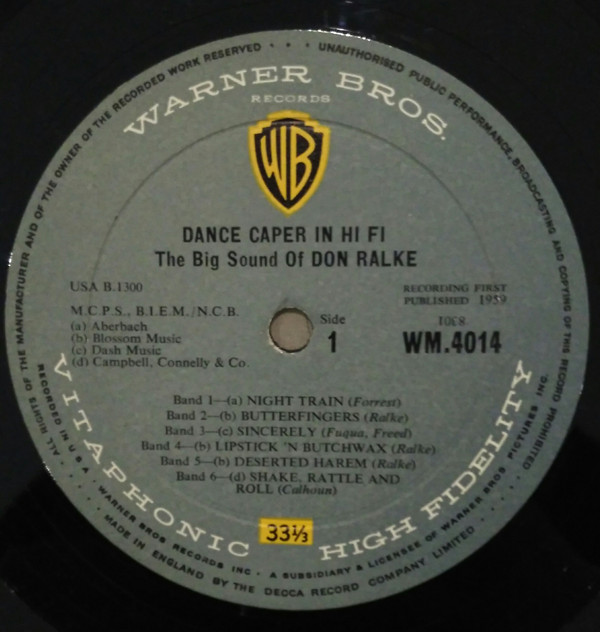 ALL RIGHTS OF THE MANUFACTURER AND OF THE OWNER OF THE RECORDED WORK RESERVED · · · UNAUTHORISED PUBLIC PERFORMANCE, BROADCASTING AND COPYING OF THIS RECORD PROHIBITED
WARNER BROS.
RECORDS
WB
DANCE CAPER IN HI FI
The Big Sound Of DON RALKE
USA B.1300
RECORDING FIRST
PUBLISHED 1959
M.C.P.S., B.I.E.M./N.C.B.
(a) Aberbach
(b) Blossom Music
(c) Dash Music
(d) Campbell, Connelly & Co.
Side
1
WM.4014
Band 1—(a) NIGHT TRAIN (Forrest)
Band 2—(b) BUTTERFINGERS (Ralke)
Band 3—(c) SINCERELY (Fuqua, Freed)
Band 4—(b) LIPSTICK 'N BUTCHWAX (Ralke)
Band 5—(b) DESERTED HAREM (Ralke)
Band 6—(d) SHAKE, RATTLE AND
ROLL (Calhoun)
33⅓
VITAPHONIC HIGH FIDELITY
RECORDED IN U.S.A. · WARNER BROS RECORDS INC · A SUBSIDIARY & LICENSEE OF WARNER BROS PICTURES INC.
MADE IN ENGLAND BY THE DECCA RECORD COMPANY LIMITED